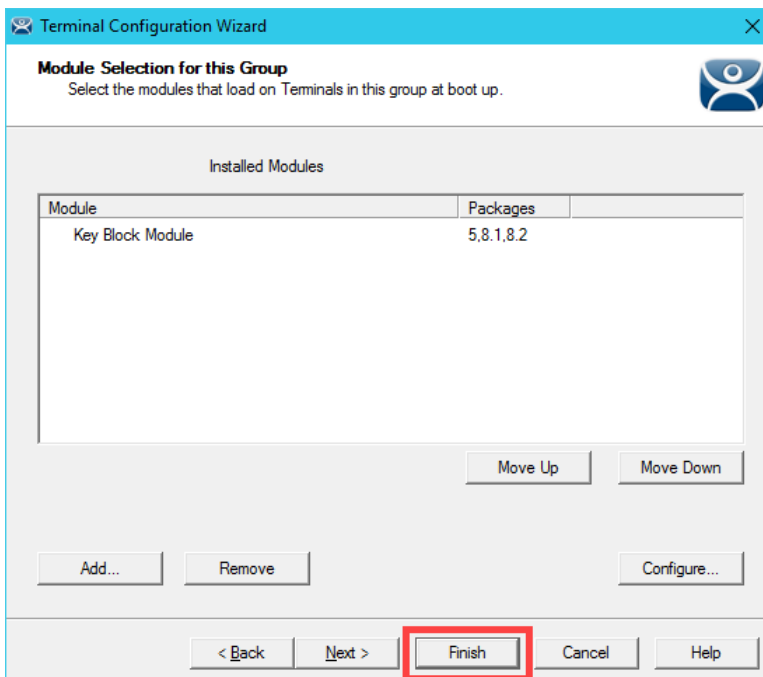 Terminal Configuration Wizard
Module Selection for this Group
Select the modules that load on Terminals in this group at boot up.
Installed Modules
Module Packages
Key Block Module 5,8.1,8.2
Move Up Move Down
Add... Remove Configure...
< Back Next > Finish Cancel Help